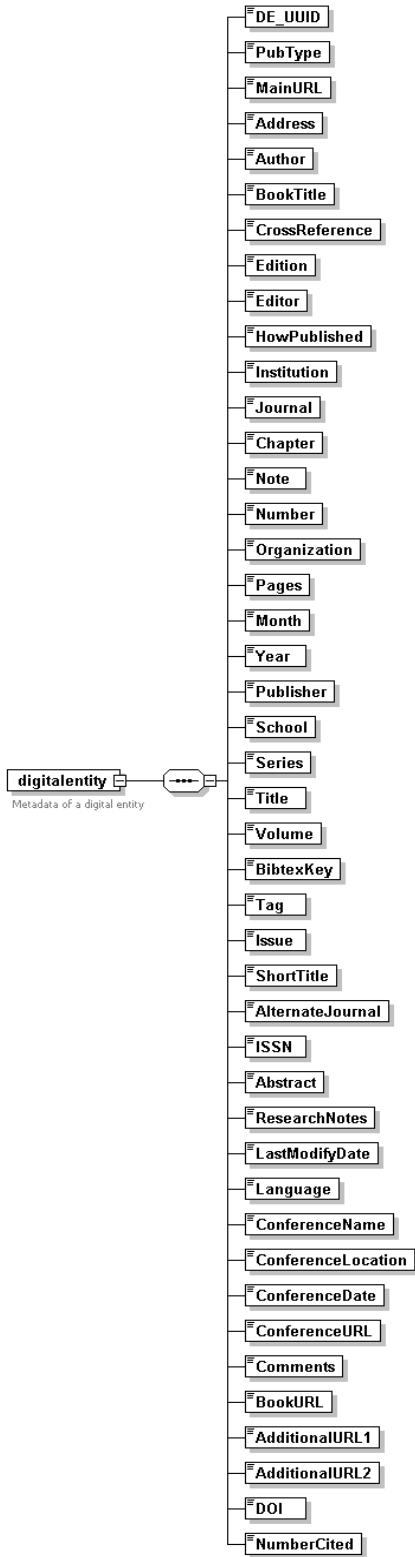 DE_UUID
PubType
MainURL
Address
Author
BookTitle
CrossReference
Edition
Editor
HowPublished
Institution
Journal
Chapter
Note
Number
Organization
Pages
Month
Year
Publisher
School
Series
digitalentity
Metadata of a digital entity
Title
Volume
BibtexKey
Tag
Issue
ShortTitle
AlternateJournal
ISSN
Abstract
ResearchNotes
LastModifyDate
Language
ConferenceName
ConferenceLocation
ConferenceDate
ConferenceURL
Comments
BookURL
AdditionalURL1
AdditionalURL2
DOI
NumberCited